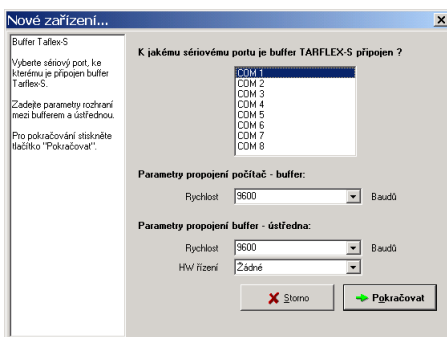 Nové zařízení...
Buffer Taflex-S
Vyberte sériový port, ke
kterému je připojen buffer
Tarflex-S.
Zadejte parametry rozhraní
mezi bufferem a ústřednou.
Pro pokračování stiskněte
tlačítko "Pokračovat".
K jakému sériovému portu je buffer TARFLEX-S připojen ?
COM 1
COM 2
COM 3
COM 4
COM 5
COM 6
COM 7
COM 8
Parametry propojení počítač - buffer:
Rychlost 9600 Baudů
Parametry propojení buffer - ústředna:
Rychlost 9600 Baudů
HW řízení Žádné
Storno Pokračovat